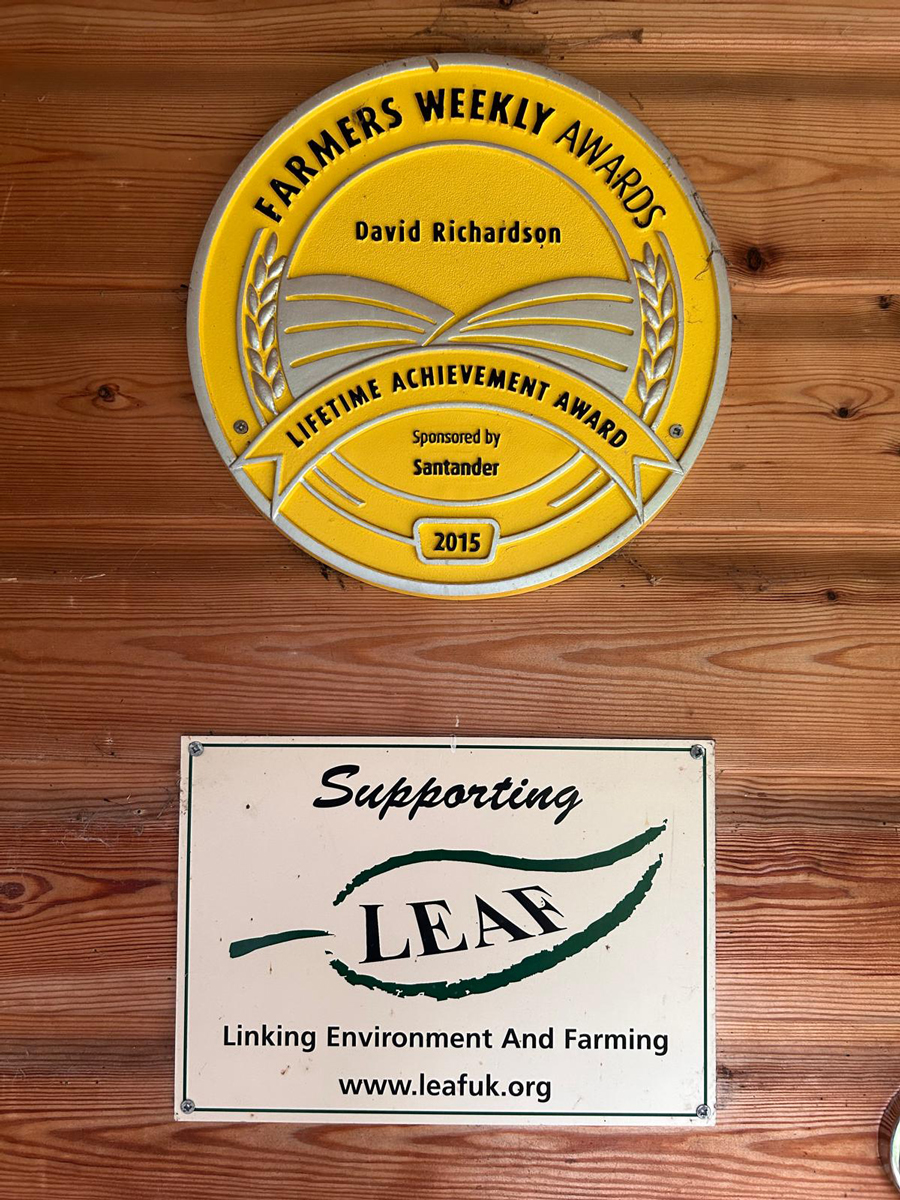 FARMERS WEEKLY AWARDS
David Richardson
LIFETIME ACHIEVEMENT AWARD
Sponsored by
Santander
2015
Supporting
LEAF
Linking Environment And Farming
www.leafuk.org